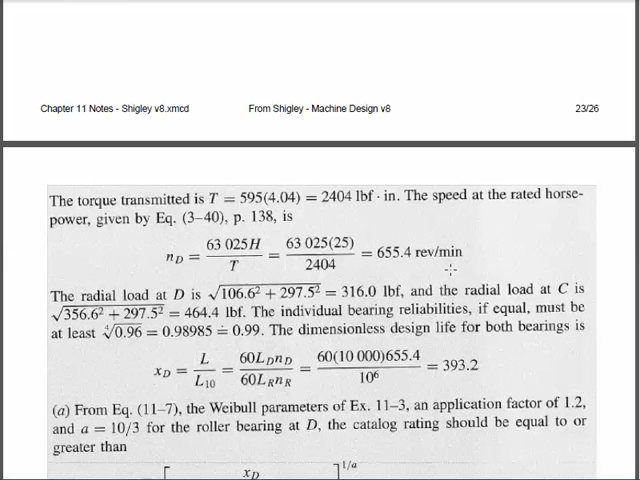 Chapter 11 Notes - Shigley v8.xmcd From Shigley - Machine Design v8 23/26
The torque transmitted is T = 595(4.04) = 2404 lbf · in. The speed at the rated horse-
power, given by Eq. (3–40), p. 138, is
n_D = 63 025H / T = 63 025(25) / 2404 = 655.4 rev/min
The radial load at D is √(106.6² + 297.5²) = 316.0 lbf, and the radial load at C is
√(356.6² + 297.5²) = 464.4 lbf. The individual bearing reliabilities, if equal, must be
at least ⁴√0.96 = 0.98985 ≐ 0.99. The dimensionless design life for both bearings is
x_D = L / L₁₀ = 60L_D n_D / 60L_R n_R = 60(10 000)655.4 / 10⁶ = 393.2
(a) From Eq. (11–7), the Weibull parameters of Ex. 11–3, an application factor of 1.2,
and a = 10/3 for the roller bearing at D, the catalog rating should be equal to or
greater than
[ x_D ]^1/a